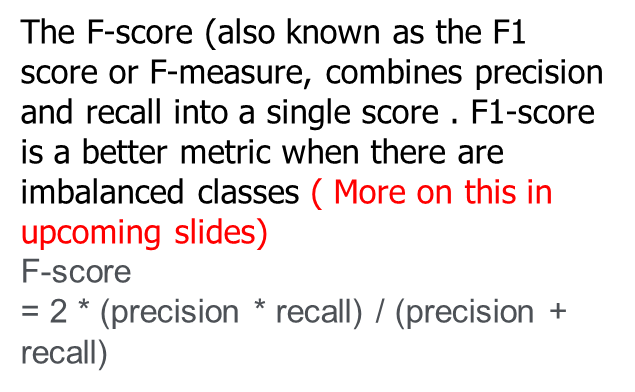 The F-score (also known as the F1
score or F-measure, combines precision
and recall into a single score . F1-score
is a better metric when there are
imbalanced classes ( More on this in
upcoming slides)
F-score
= 2 * (precision * recall) / (precision +
recall)